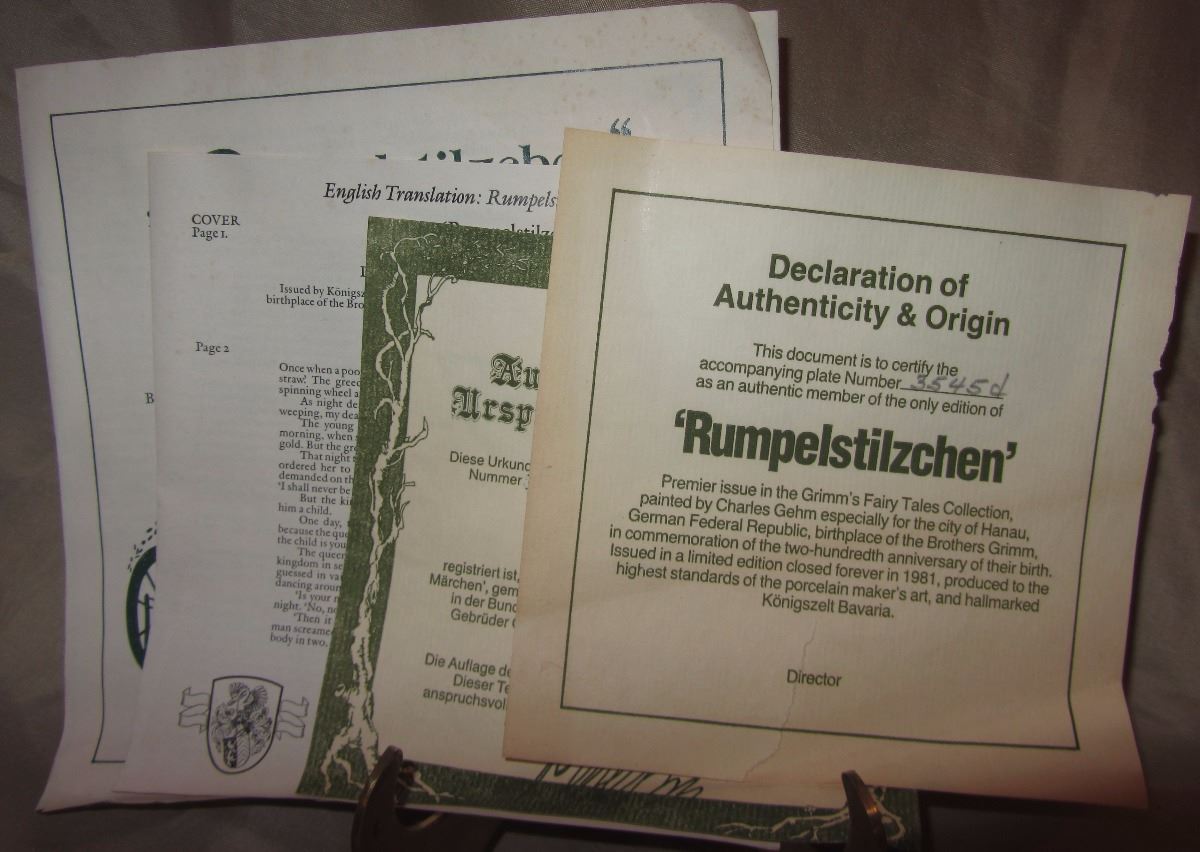 “
English Translation: Rumpels
COVER
Page 1.
Issued by Königsz
birthplace of the Bro
Page 2
Once when a poo
straw! The greed
spinning wheel a
As night de
weeping, my dea
The young
morning, when
gold. But the gr
That night
ordered her to
demanded on th
'I shall never be
But the ki
him a child.
One day,
because the que
the child is you
The queen
kingdom in se
guessed in va
dancing aroun
'Is your
night. 'No, no
'Then it
man screame
body in two.
Au
Ursp
Diese Urkund
Nummer
registriert ist,
Märchen', gem
in der Bund
Gebrüder
Die Auflage de
Dieser Te
anspruchsvol
Declaration of
Authenticity & Origin
This document is to certify the
accompanying plate Number 3545d
as an authentic member of the only edition of
‘Rumpelstilzchen’
Premier issue in the Grimm's Fairy Tales Collection,
painted by Charles Gehm especially for the city of Hanau,
German Federal Republic, birthplace of the Brothers Grimm,
in commemoration of the two-hundredth anniversary of their birth.
Issued in a limited edition closed forever in 1981, produced to the
highest standards of the porcelain maker's art, and hallmarked
Königszelt Bavaria.
Director